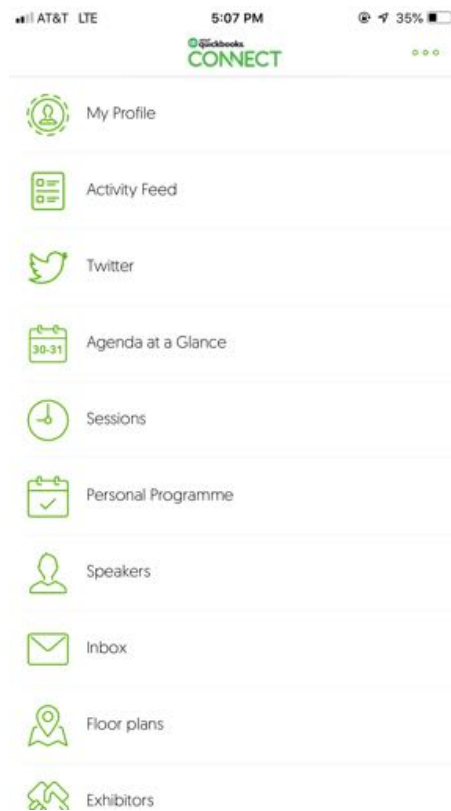 AT&T LTE 5:07 PM 35%
quickbooks
CONNECT
My Profile
Activity Feed
Twitter
30-31
Agenda at a Glance
Sessions
Personal Programme
Speakers
Inbox
Floor plans
Exhibitors